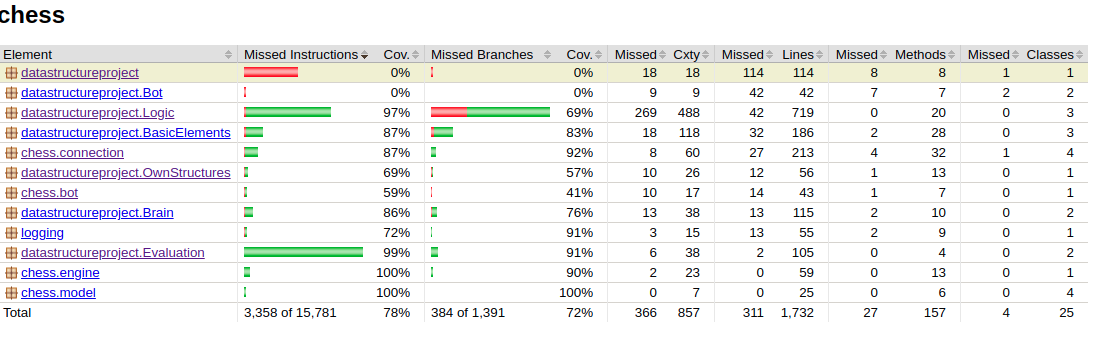 chess
Element Missed Instructions Cov. Missed Branches Cov. Missed Cxty Missed Lines Missed Methods Missed Classes
datastructureproject 0% 0% 18 18 114 114 8 8 1 1
datastructureproject.Bot 0% 0% 9 9 42 42 7 7 2 2
datastructureproject.Logic 97% 69% 269 488 42 719 0 20 0 3
datastructureproject.BasicElements 87% 83% 18 118 32 186 2 28 0 3
chess.connection 87% 92% 8 60 27 213 4 32 1 4
datastructureproject.OwnStructures 69% 57% 10 26 12 56 1 13 0 1
chess.bot 59% 41% 10 17 14 43 1 7 0 1
datastructureproject.Brain 86% 76% 13 38 13 115 2 10 0 2
logging 72% 91% 3 15 13 55 2 9 0 1
datastructureproject.Evaluation 99% 91% 6 38 2 105 0 4 0 2
chess.engine 100% 90% 2 23 0 59 0 13 0 1
chess.model 100% 100% 0 7 0 25 0 6 0 4
Total 3,358 of 15,781 78% 384 of 1,391 72% 366 857 311 1,732 27 157 4 25